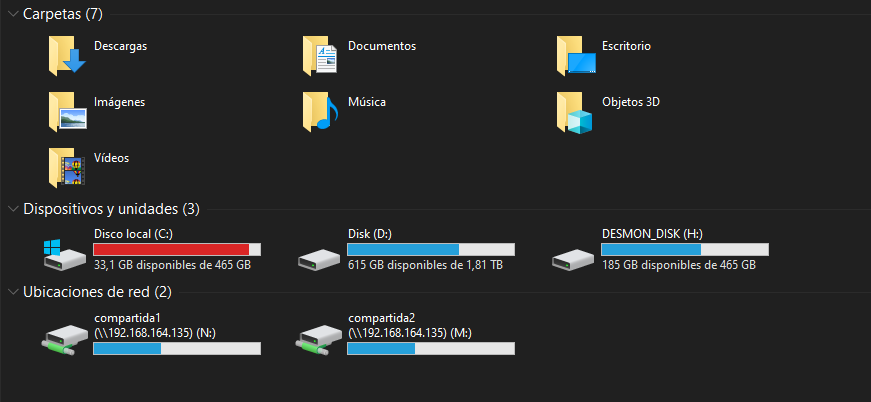 Carpetas (7)
Descargas
Documentos
Escritorio
Imágenes
Música
Objetos 3D
Vídeos
Dispositivos y unidades (3)
Disco local (C:)
33,1 GB disponibles de 465 GB
Disk (D:)
615 GB disponibles de 1,81 TB
DESMON_DISK (H:)
185 GB disponibles de 465 GB
Ubicaciones de red (2)
compartida1
(\\192.168.164.135) (N:)
compartida2
(\\192.168.164.135) (M:)